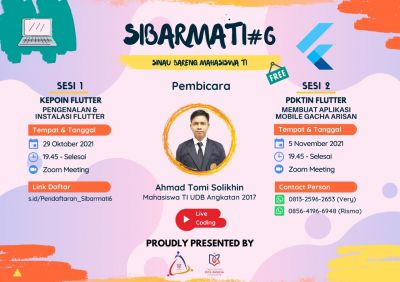 SIBARMATI#6
SINAU BARENG MAHASISWA TI
FREE
SESI 1
KEPOIN FLUTTER
PENGENALAN &
INSTALASI FLUTTER
Tempat & Tanggal
29 Oktober 2021
19.45 - Selesai
Zoom Meeting
Link Daftar
s.id/Pendaftaran_Sibarmati6
Pembicara
Ahmad Tomi Solikhin
Mahasiswa TI UDB Angkatan 2017
Live
Coding
SESI 2
PDKTIN FLUTTER
MEMBUAT APLIKASI
MOBILE GACHA ARISAN
Tempat & Tanggal
5 November 2021
19.45 - Selesai
Zoom Meeting
Contact Person
0813-2596-2653 (Very)
0856-4196-6948 (Risma)
PROUDLY PRESENTED BY